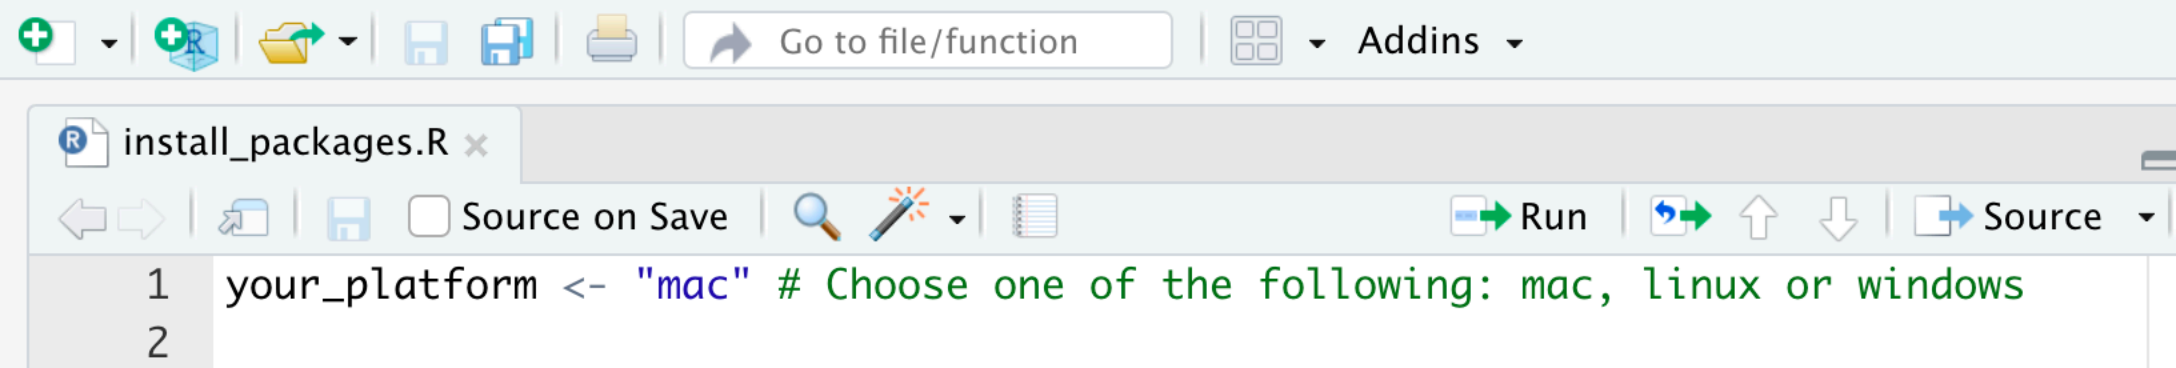 R
Go to file/function
Addins
R
install_packages.R
Source on Save
Run
Source
1 your_platform <- "mac" # Choose one of the following: mac, linux or windows
2